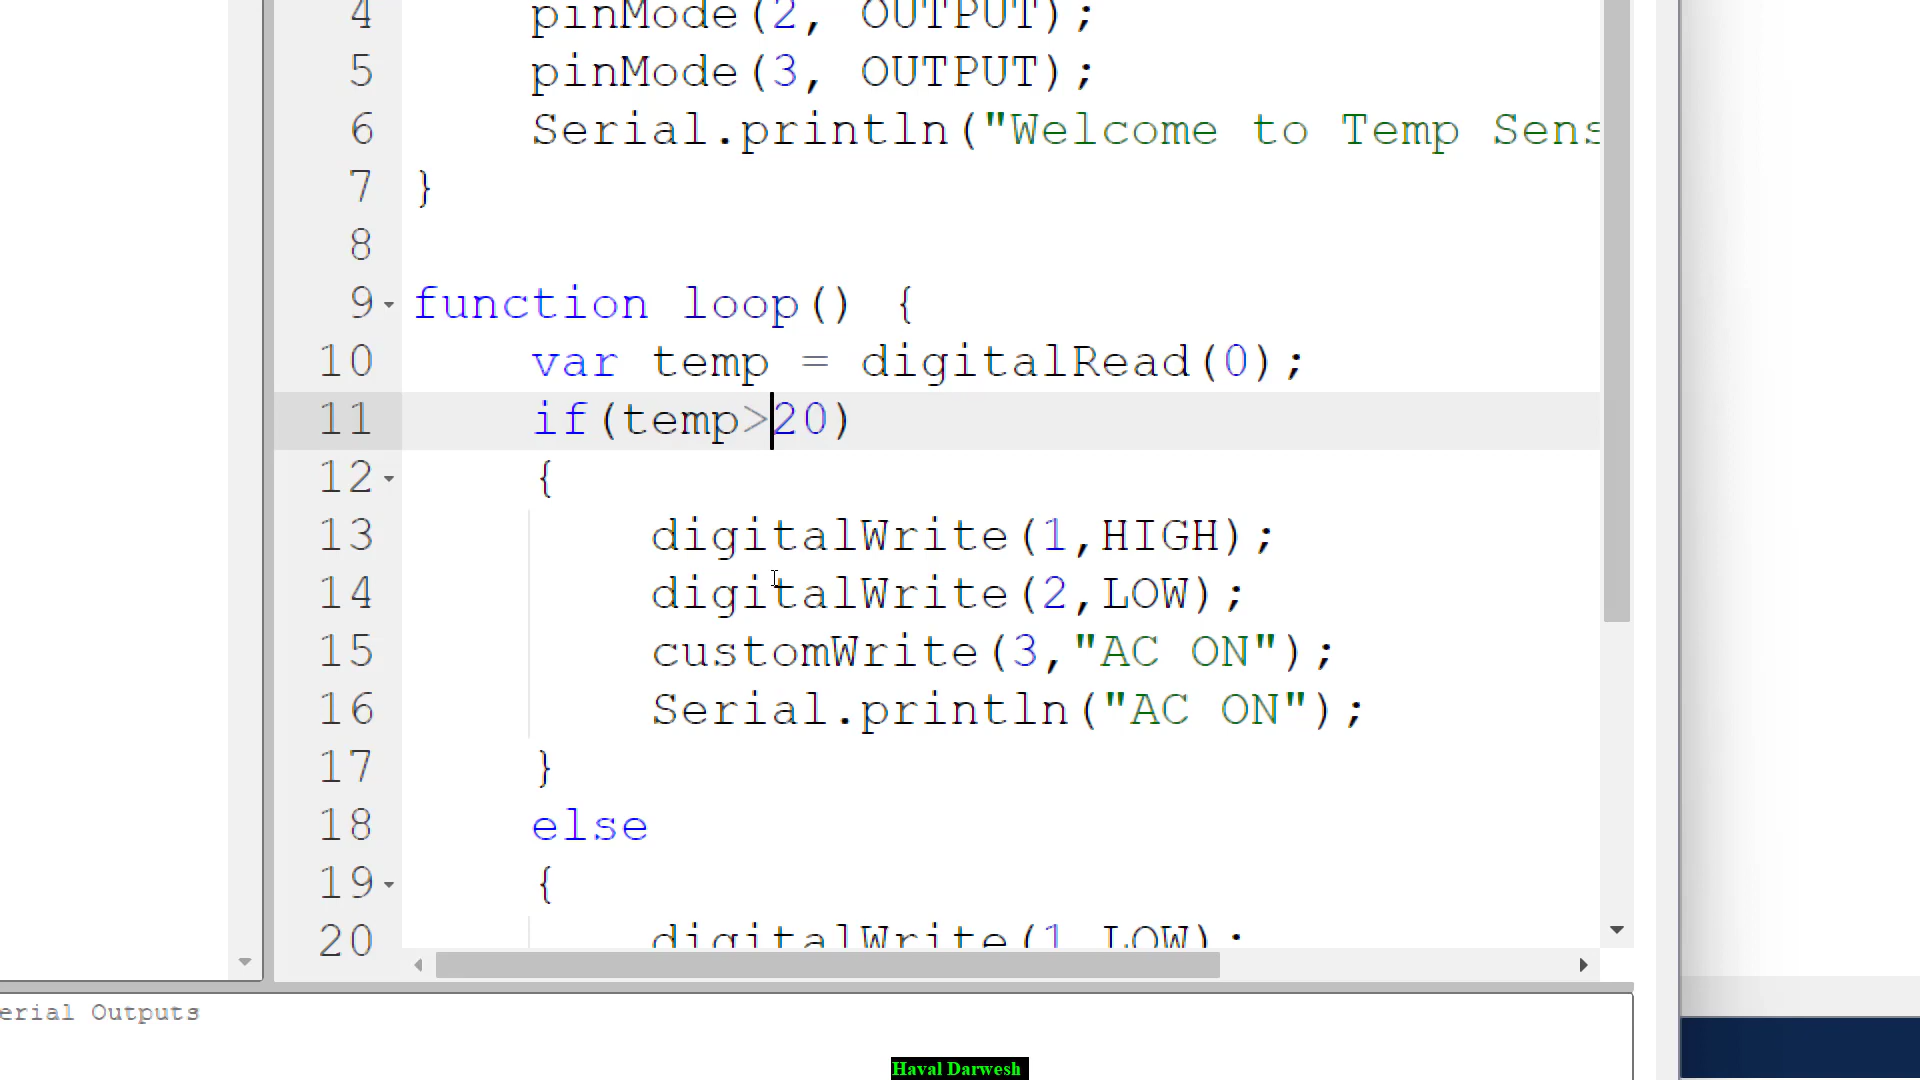 4 pinMode(2, OUTPUT);
5 pinMode(3, OUTPUT);
6 Serial.println("Welcome to Temp Sens
7 }
8
9 function loop() {
10 var temp = digitalRead(0);
11 if(temp>20)
12 {
13 digitalWrite(1,HIGH);
14 digitalWrite(2,LOW);
15 customWrite(3,"AC ON");
16 Serial.println("AC ON");
17 }
18 else
19 {
20 digitalWrite(1 LOW);
erial Outputs
Haval Darwesh